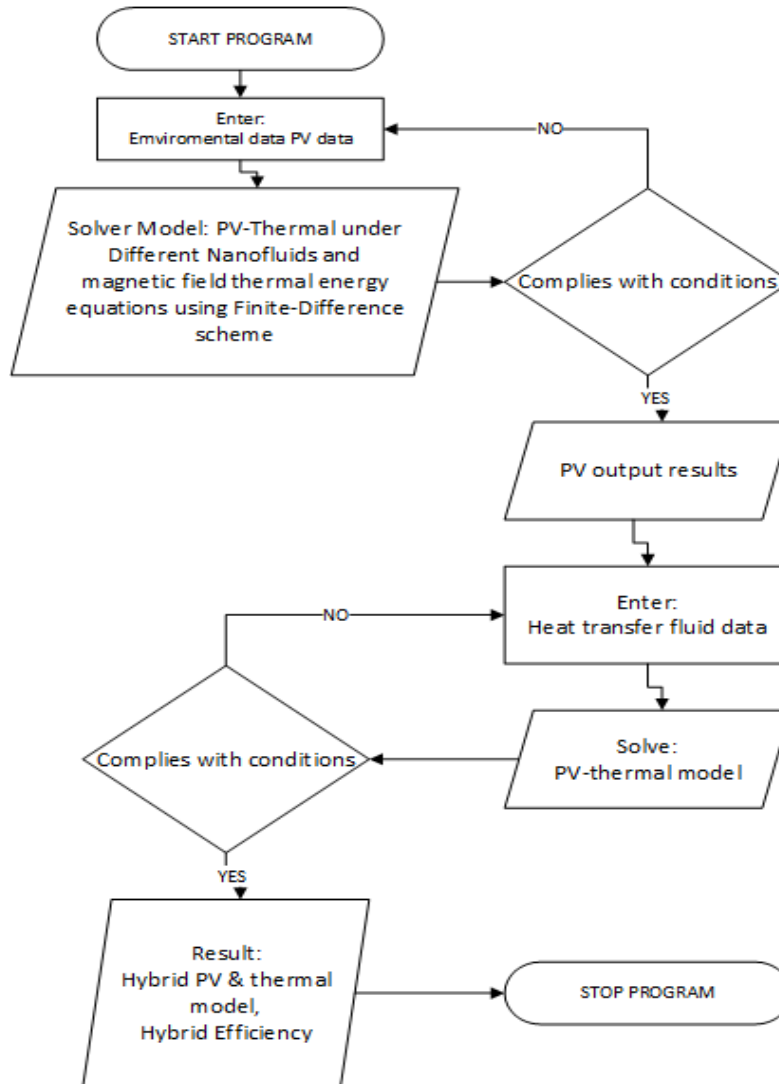 START PROGRAM
Enter:
Emviromental data PV data
NO
Solver Model: PV-Thermal under
Different Nanofluids and
magnetic field thermal energy
equations using Finite-Difference
scheme
Complies with conditions
YES
PV output results
Enter:
Heat transfer fluid data
NO
Solve:
PV-thermal model
Complies with conditions
YES
Result:
Hybrid PV & thermal
model,
Hybrid Efficiency
STOP PROGRAM